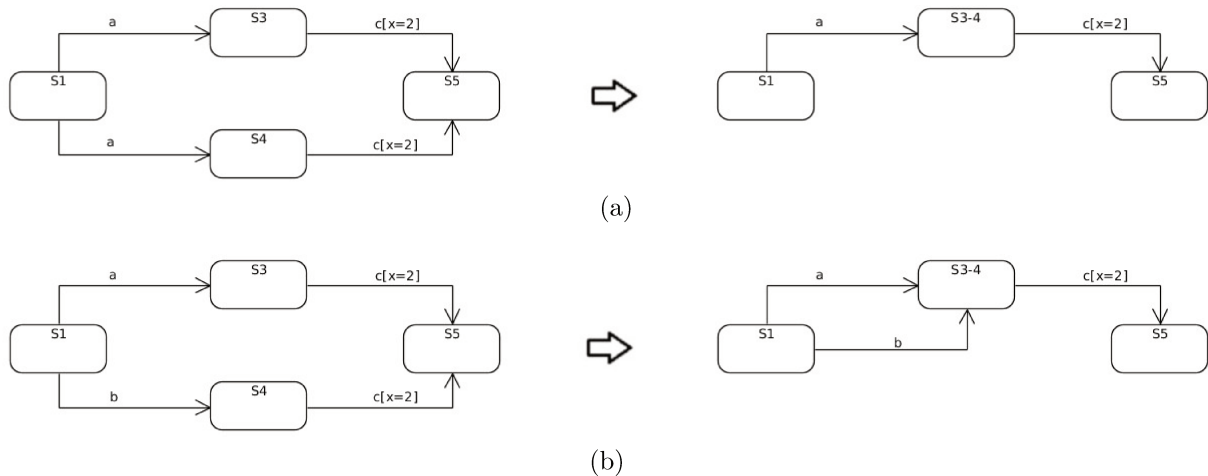 a S3 c[x=2] a S3-4 c[x=2]
S1 S5 S1 S5
a S4 c[x=2]
(a)
a S3 c[x=2] a S3-4 c[x=2]
S1 S5 S1 b S5
b S4 c[x=2]
(b)